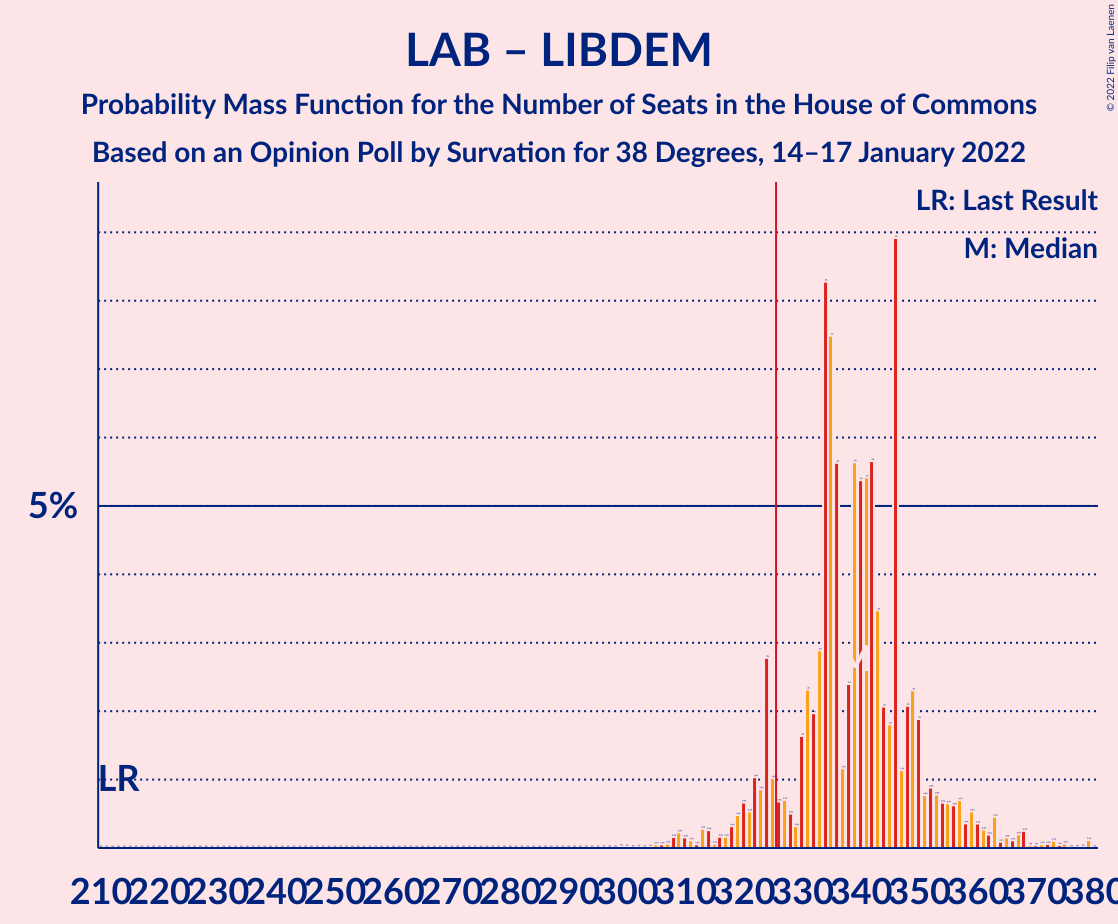 LAB – LIBDEM
Probability Mass Function for the Number of Seats in the House of Commons
Based on an Opinion Poll by Survation for 38 Degrees, 14–17 January 2022
© 2022 Filip van Laenen
LR: Last Result
M: Median
5%
LR
210 220 230 240 250 260 270 280 290 300 310 320 330 340 350 360 370 380